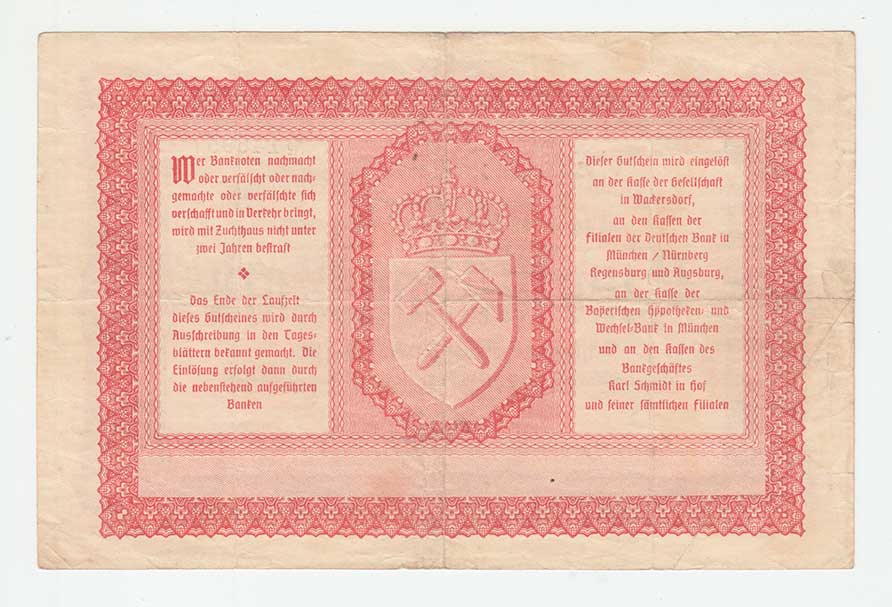 Wer Banknoten nachmacht
oder verfälscht oder nach-
gemachte oder verfälschte sich
verschafft und in Verkehr bringt,
wird mit Zuchthaus nicht unter
zwei Jahren bestraft
Das Ende der Laufzeit
dieses Gutscheines wird durch
Ausschreibung in den Tages-
blättern bekannt gemacht. Die
Einlösung erfolgt dann durch
die nebenstehend aufgeführten
Banken
Dieser Gutschein wird eingelöst
an der Kasse der Gesellschaft
in Wackersdorf,
an den Kassen der
Filialen der Deutschen Bank in
München / Nürnberg
Regensburg und Augsburg,
an der Kasse der
Bayerischen Hypotheken- und
Wechsel-Bank in München
und an den Kassen des
Bankgeschäftes
Karl Schmidt in Hof
und seiner sämtlichen Filialen